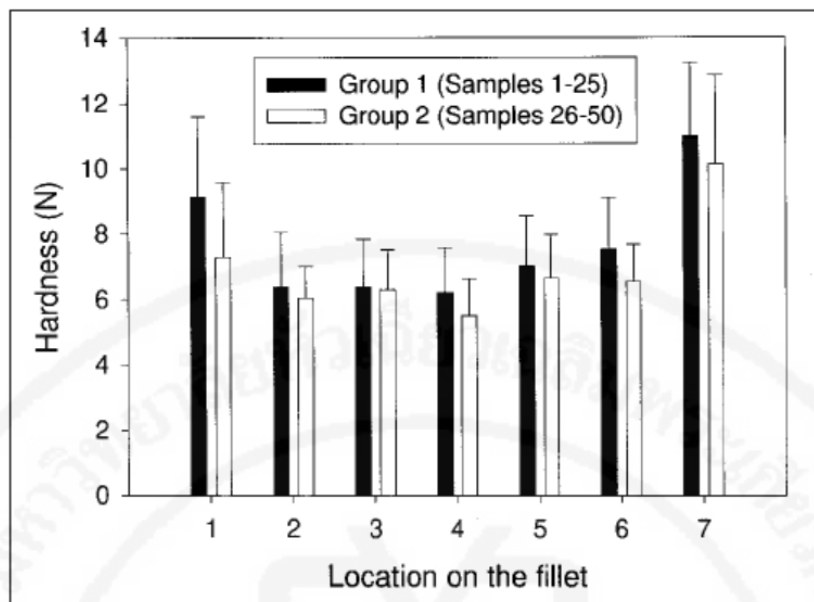 14
12
10
8
6
4
2
0
Hardness (N)
Group 1 (Samples 1-25)
Group 2 (Samples 26-50)
1 2 3 4 5 6 7
Location on the fillet